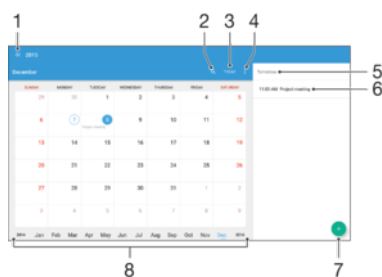 1
2
3
4
2015
December
TODAY
Tomorrow
5
11:00 AM Project meeting
6
SUNDAY MONDAY TUESDAY WEDNESDAY THURSDAY FRIDAY SATURDAY
29 30 1 2 3 4 5
6 7 8 9 10 11 12
Project meeting
13 14 15 16 17 18 19
20 21 22 23 24 25 26
27 28 29 30 31 1 2
3 4 5 6 7 8 9
2014 Jan Feb Mar Apr May Jun Jul Aug Sep Oct Nov Dec 2016
7
8